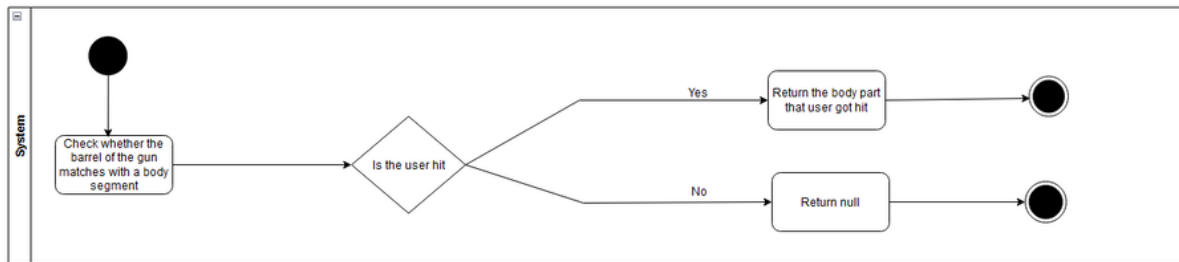 System
Check whether the
barrel of the gun
matches with a body
segment
Is the user hit
Yes
Return the body part
that user got hit
No
Return null